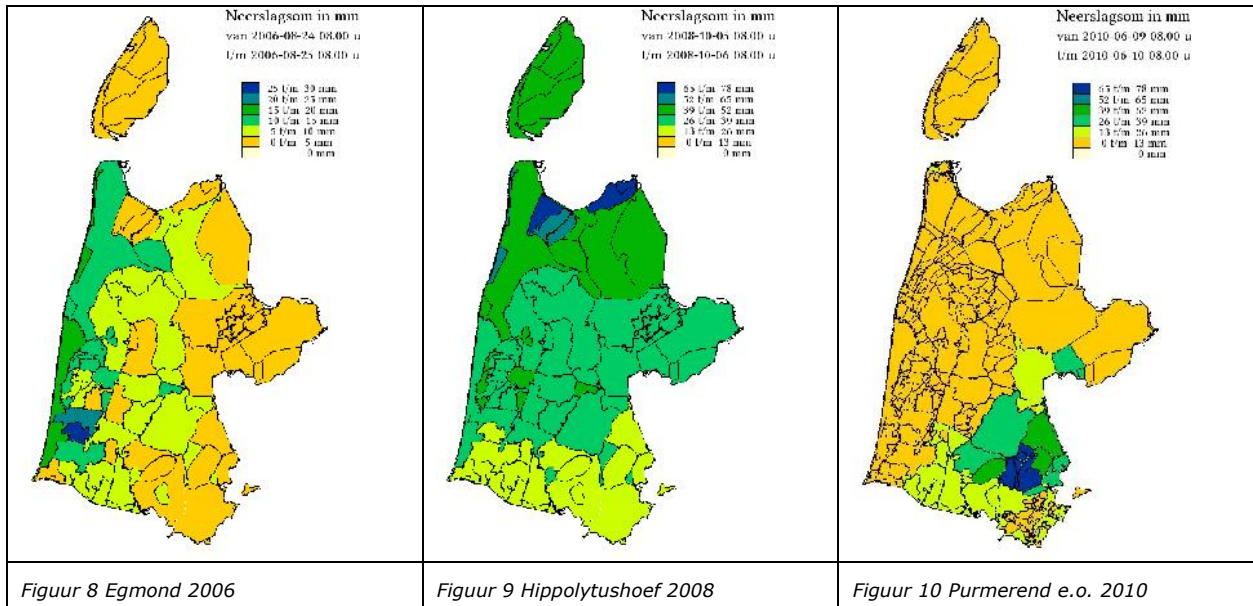 Neerslagsom in mm
van 2006-08-24 08.00 u
t/m 2006-08-25 08.00 u
25 t/m 30 mm
20 t/m 25 mm
15 t/m 20 mm
10 t/m 15 mm
5 t/m 10 mm
0 t/m 5 mm
0 mm
Figuur 8 Egmond 2006
Neerslagsom in mm
van 2008-10-05 08.00 u
t/m 2008-10-06 08.00 u
65 t/m 78 mm
52 t/m 65 mm
39 t/m 52 mm
26 t/m 39 mm
13 t/m 26 mm
0 t/m 13 mm
0 mm
Figuur 9 Hippolytushoef 2008
Neerslagsom in mm
van 2010-06-09 08.00 u
t/m 2010-06-10 08.00 u
65 t/m 78 mm
52 t/m 65 mm
39 t/m 52 mm
26 t/m 39 mm
13 t/m 26 mm
0 t/m 13 mm
0 mm
Figuur 10 Purmerend e.o. 2010